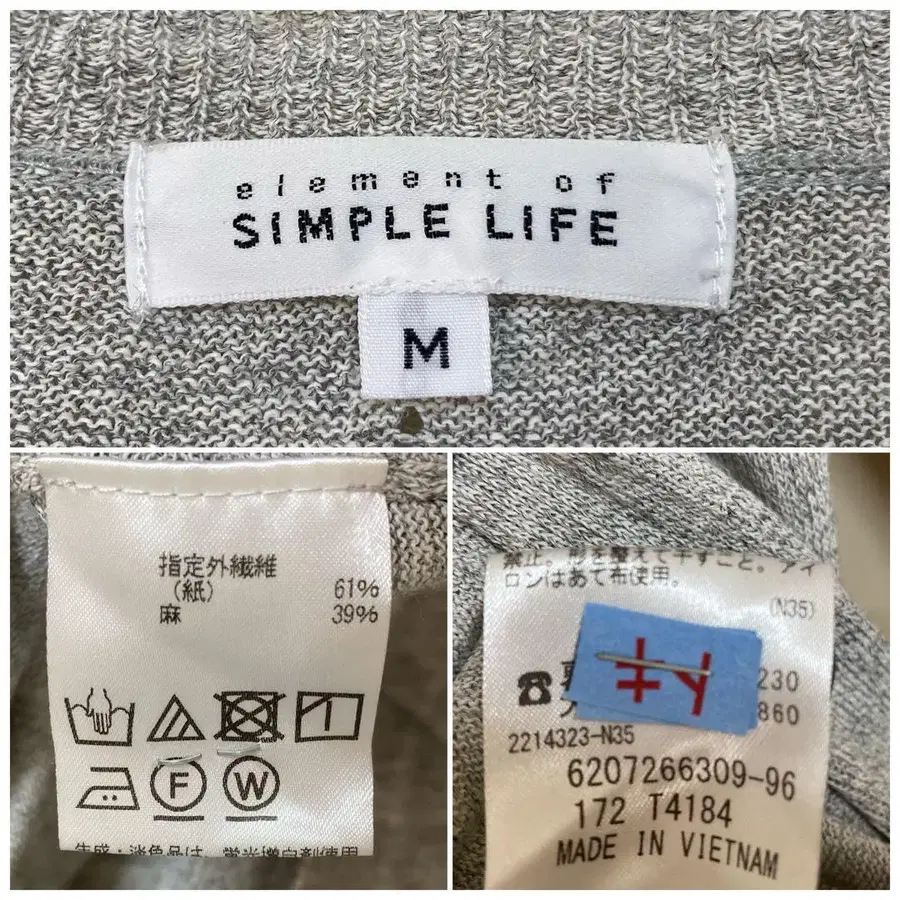 element of
SIMPLE LIFE
M
指定外繊維
(紙) 61%
麻 39%
F W
禁止。形を整えて干すこと。アイ
ロンはあて布使用。
(N35)
230
860
2214323-N35
6207266309-96
172 T4184
MADE IN VIETNAM